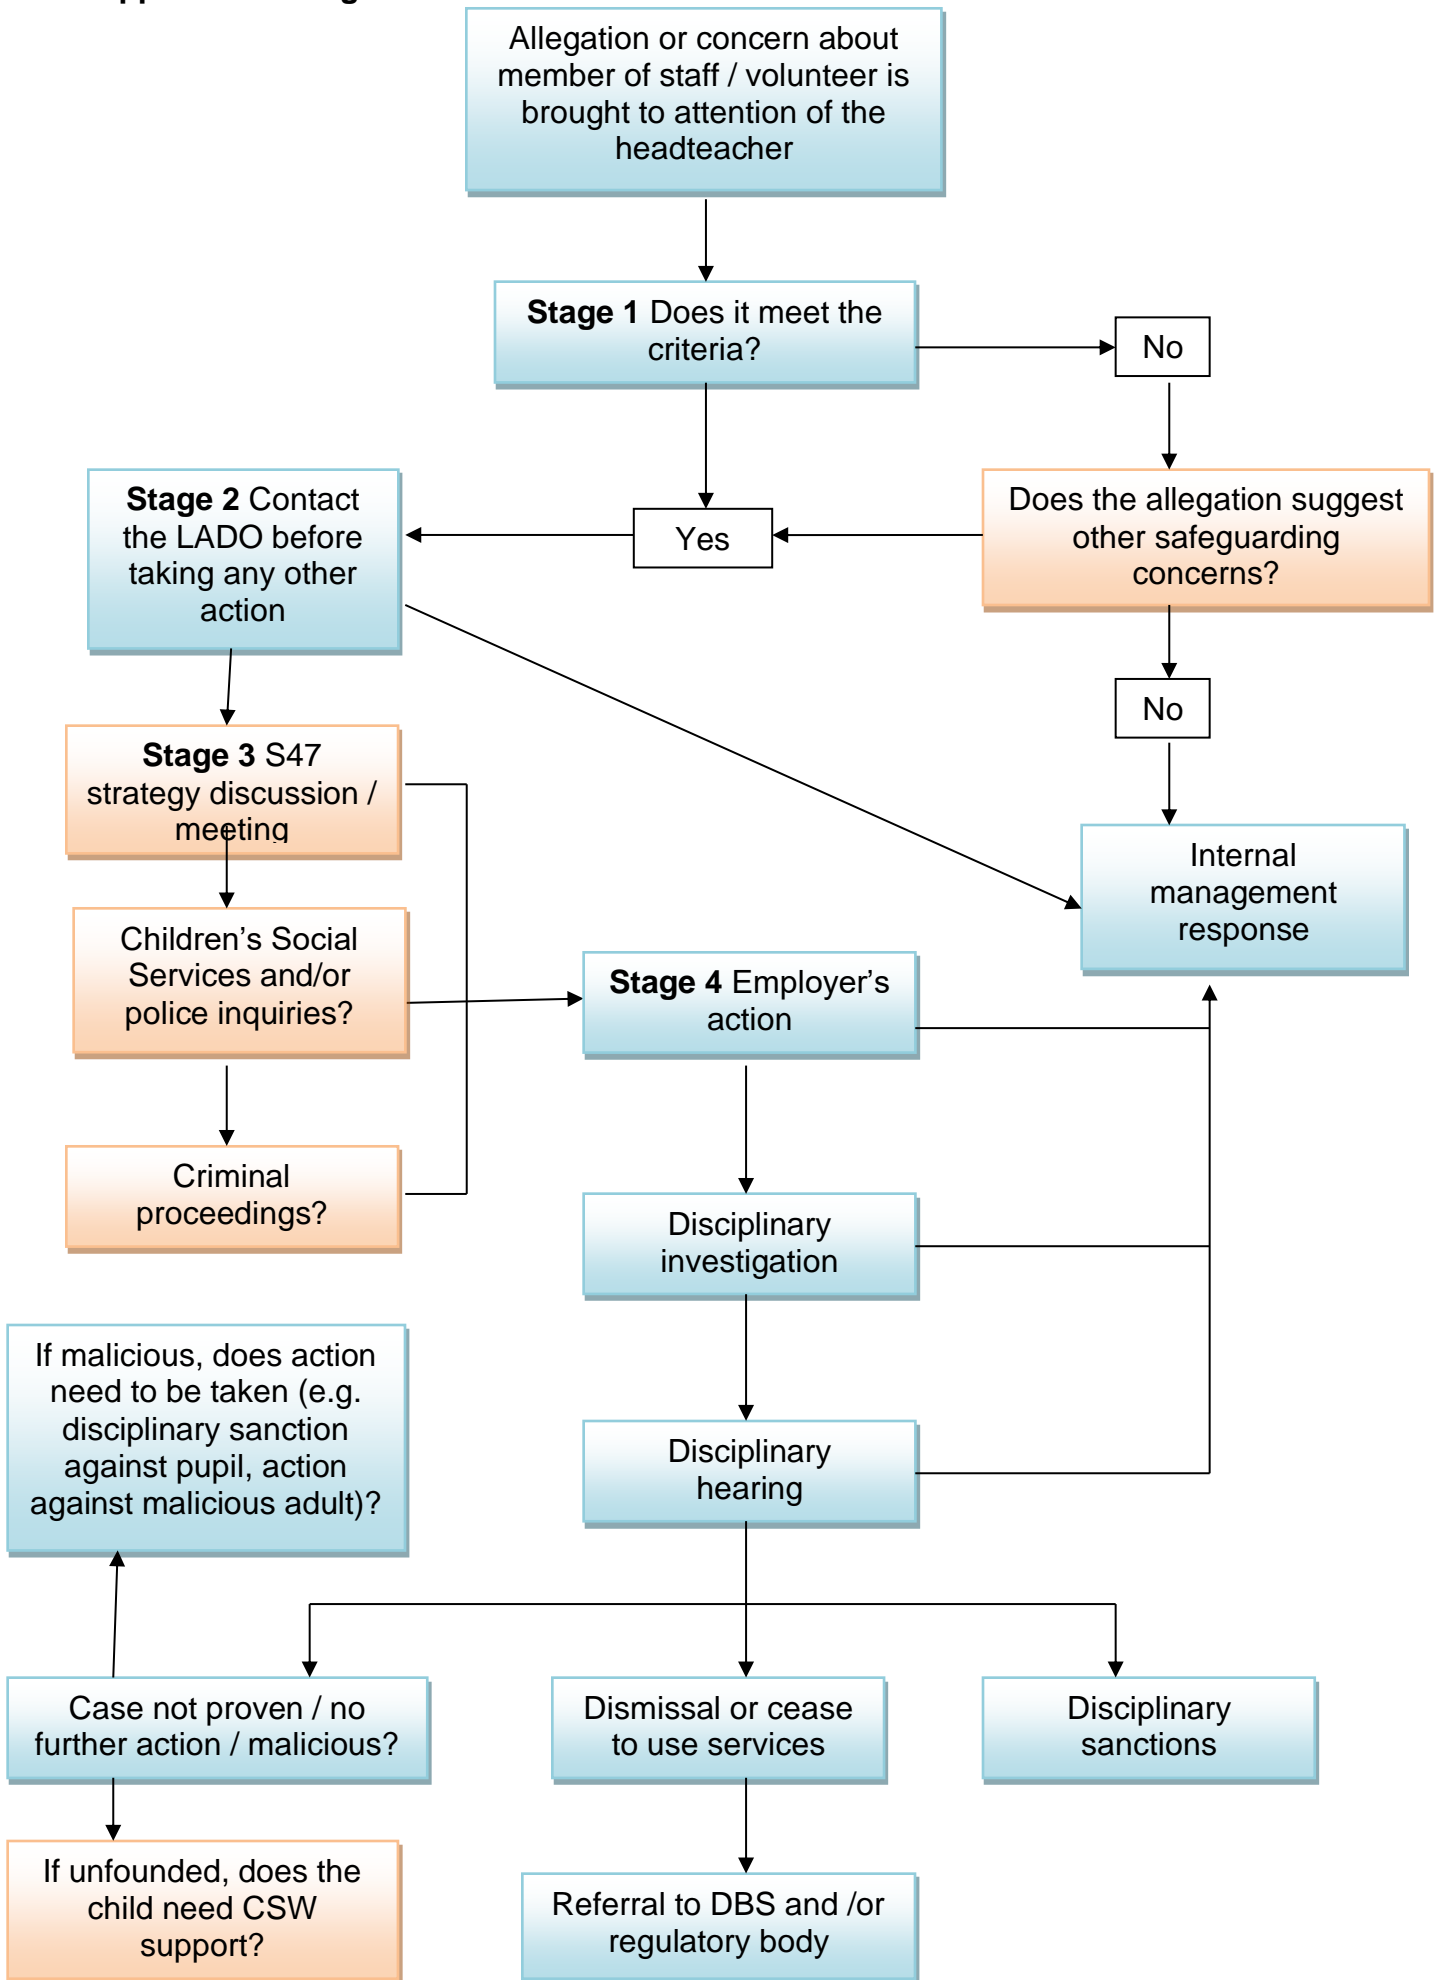 Allegation or concern about
member of staff / volunteer is
brought to attention of the
headteacher
Stage 1 Does it meet the
criteria?
No
Stage 2 Contact
the LADO before
taking any other
action
Yes
Does the allegation suggest
other safeguarding
concerns?
No
Stage 3 S47
strategy discussion /
meeting
Internal
management
response
Children’s Social
Services and/or
police inquiries?
Stage 4 Employer’s
action
Criminal
proceedings?
Disciplinary
investigation
If malicious, does action
need to be taken (e.g.
disciplinary sanction
against pupil, action
against malicious adult)?
Disciplinary
hearing
Case not proven / no
further action / malicious?
Dismissal or cease
to use services
Disciplinary
sanctions
If unfounded, does the
child need CSW
support?
Referral to DBS and /or
regulatory body